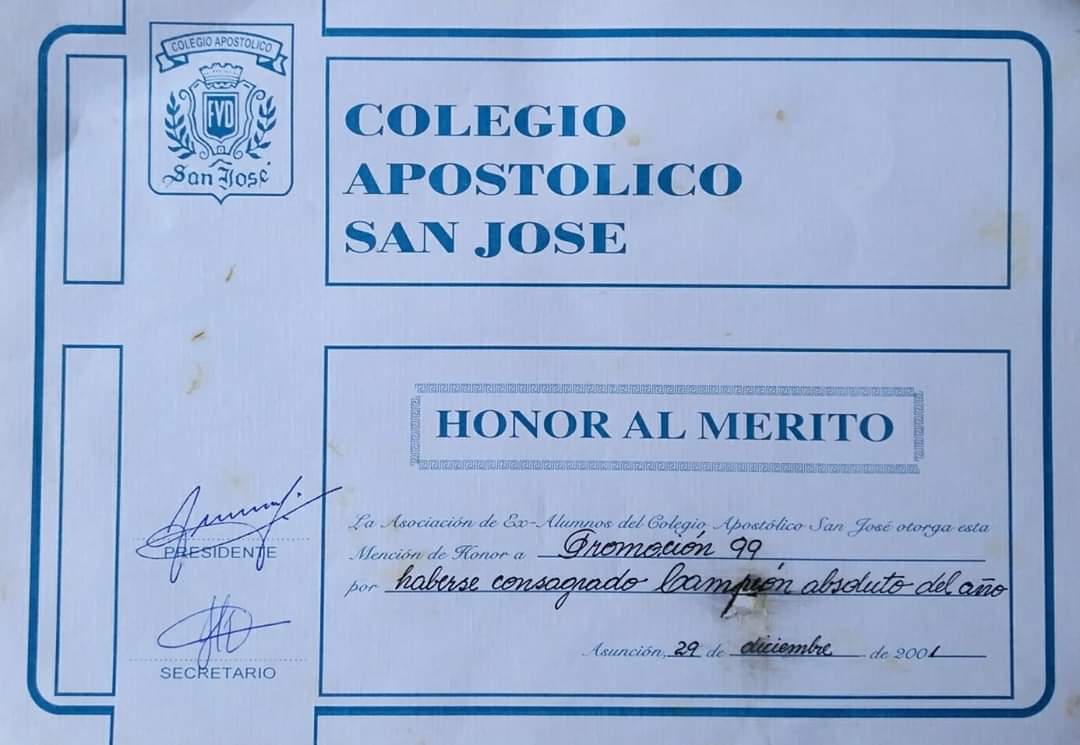 COLEGIO APOSTOLICO
FVD
San José
COLEGIO
APOSTOLICO
SAN JOSE
HONOR AL MERITO
La Asociación de Ex-Alumnos del Colegio Apostólico San José otorga esta
Mención de Honor a Promoción 99
por haberse consagrado Campeón absoluto del año
Asunción, 29 de diciembre de 2001
PRESIDENTE
SECRETARIO